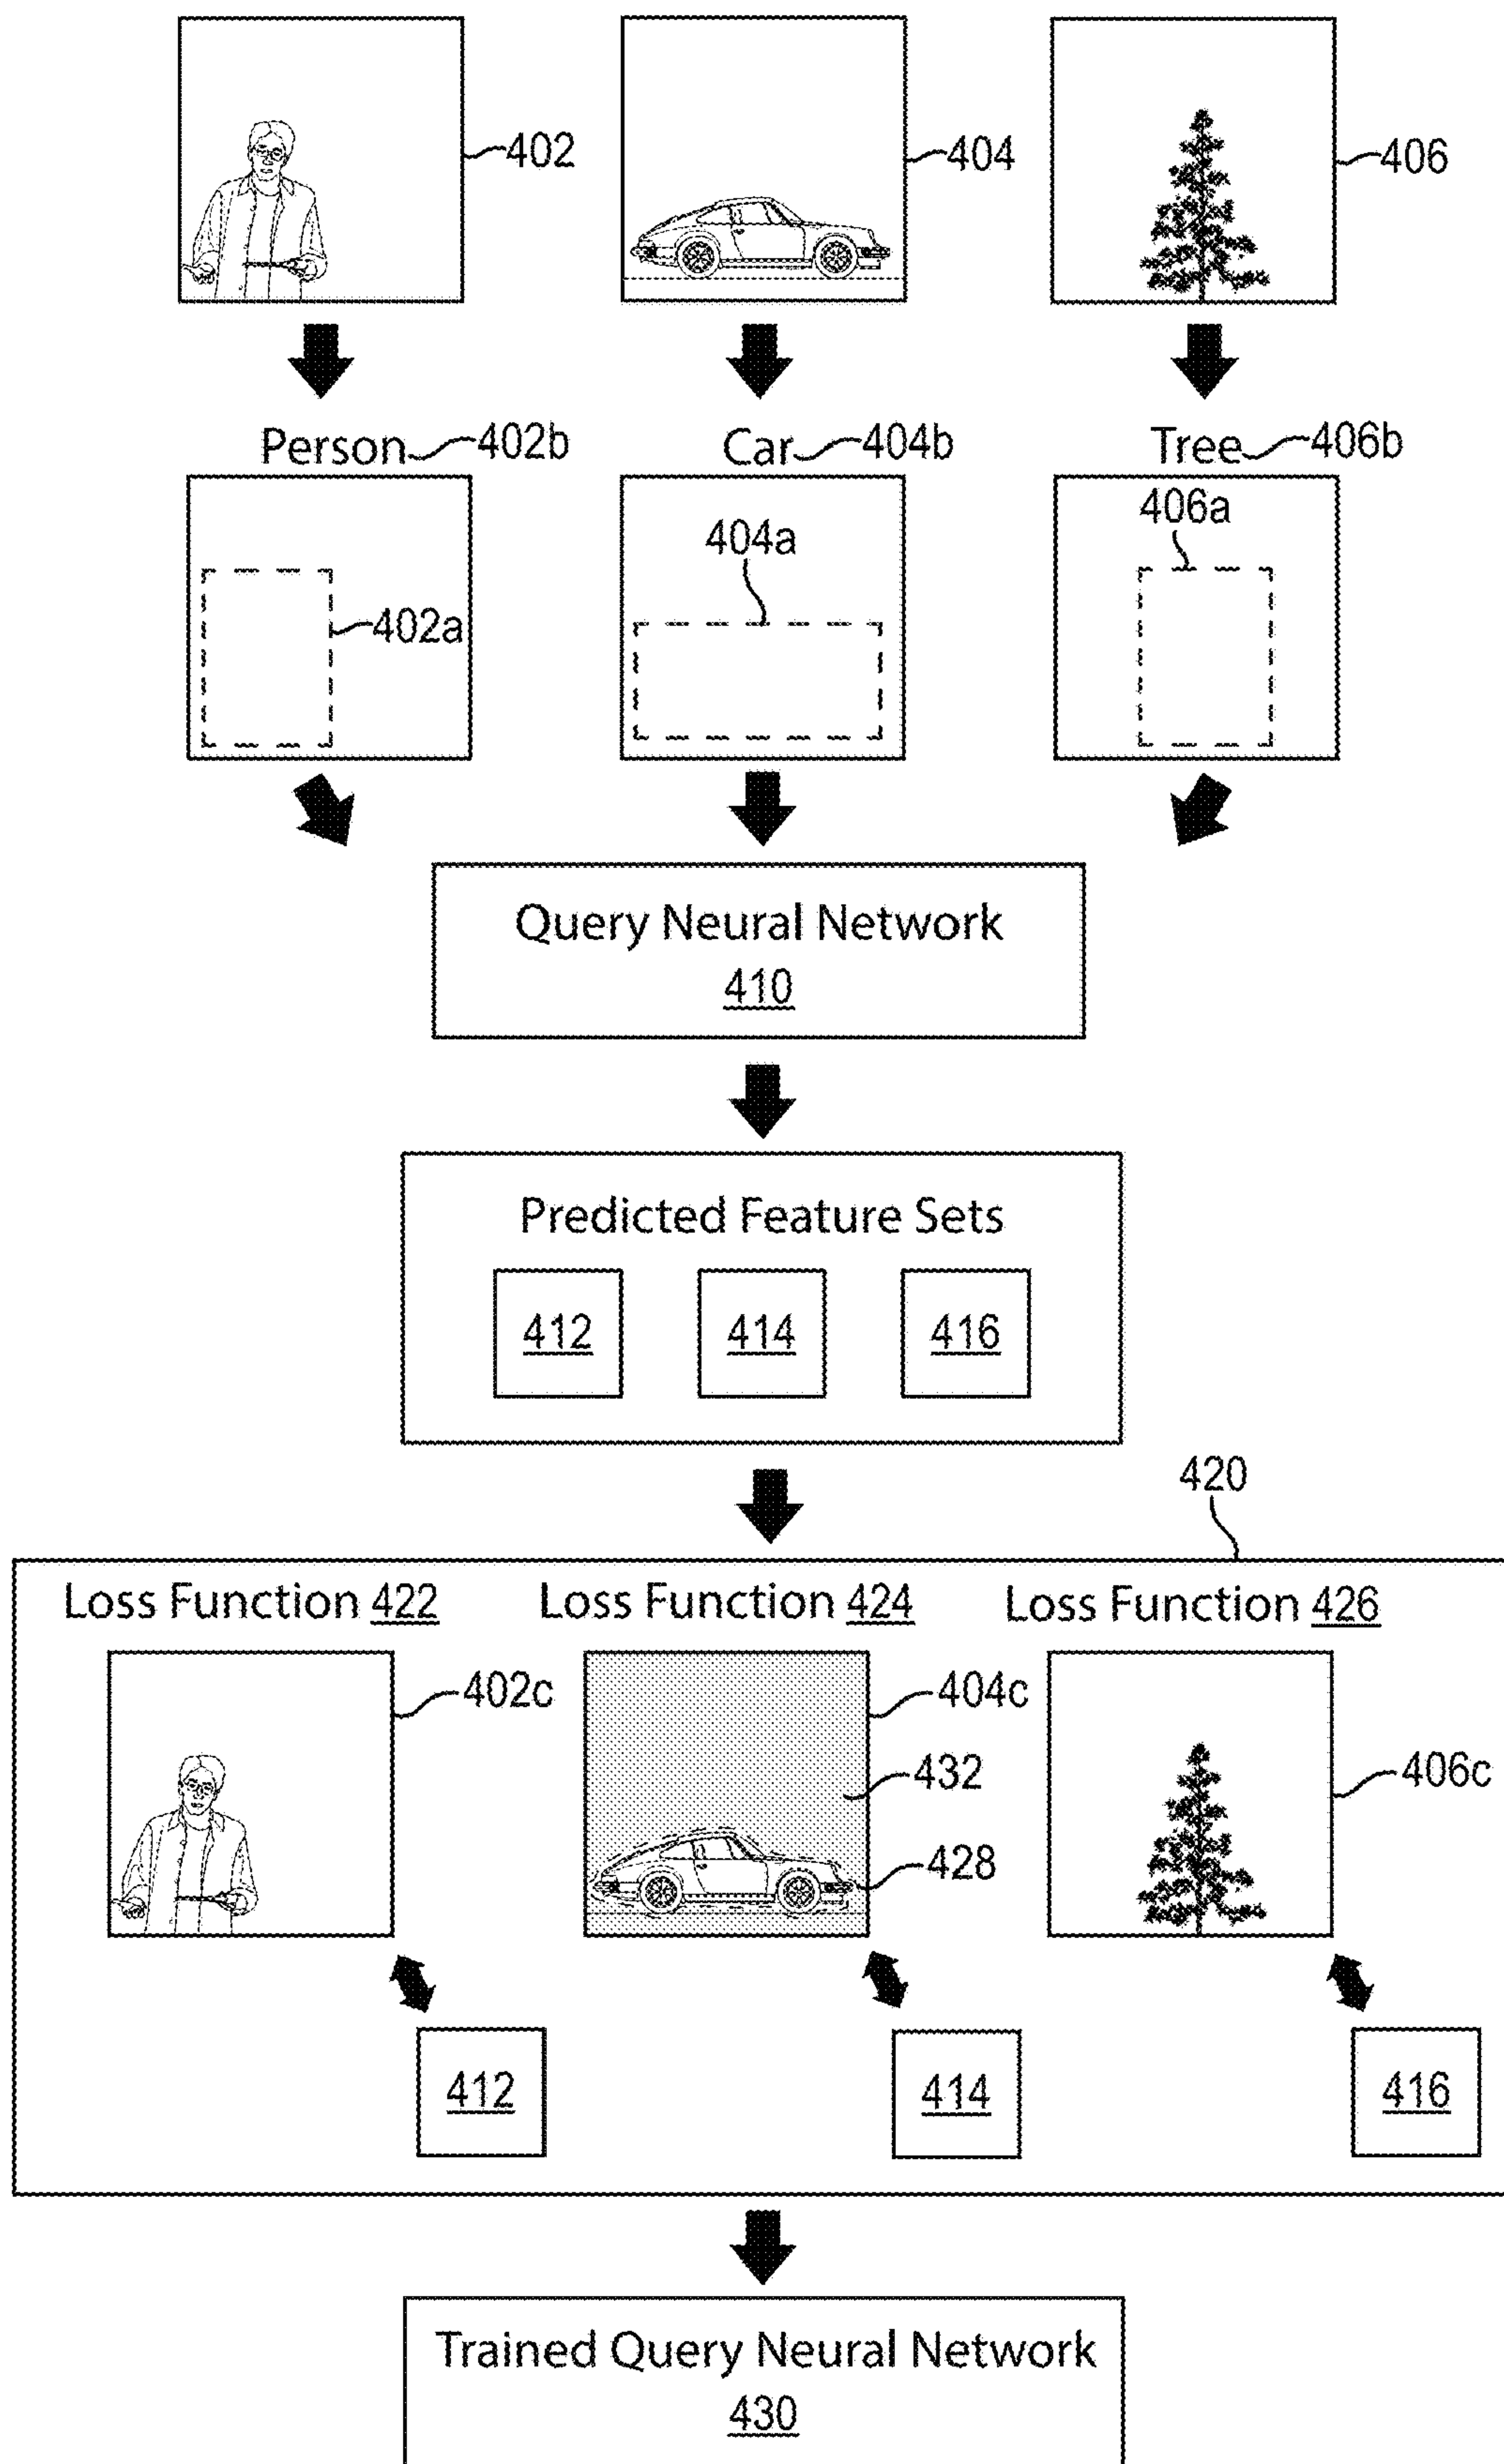 402 404 406
Person 402b Car 404b Tree 406b
406a
404a
402a
Query Neural Network
410
Predicted Feature Sets
412 414 416
420
Loss Function 422 Loss Function 424 Loss Function 426
402c 404c
432 406c
428
412 414 416
Trained Query Neural Network
430